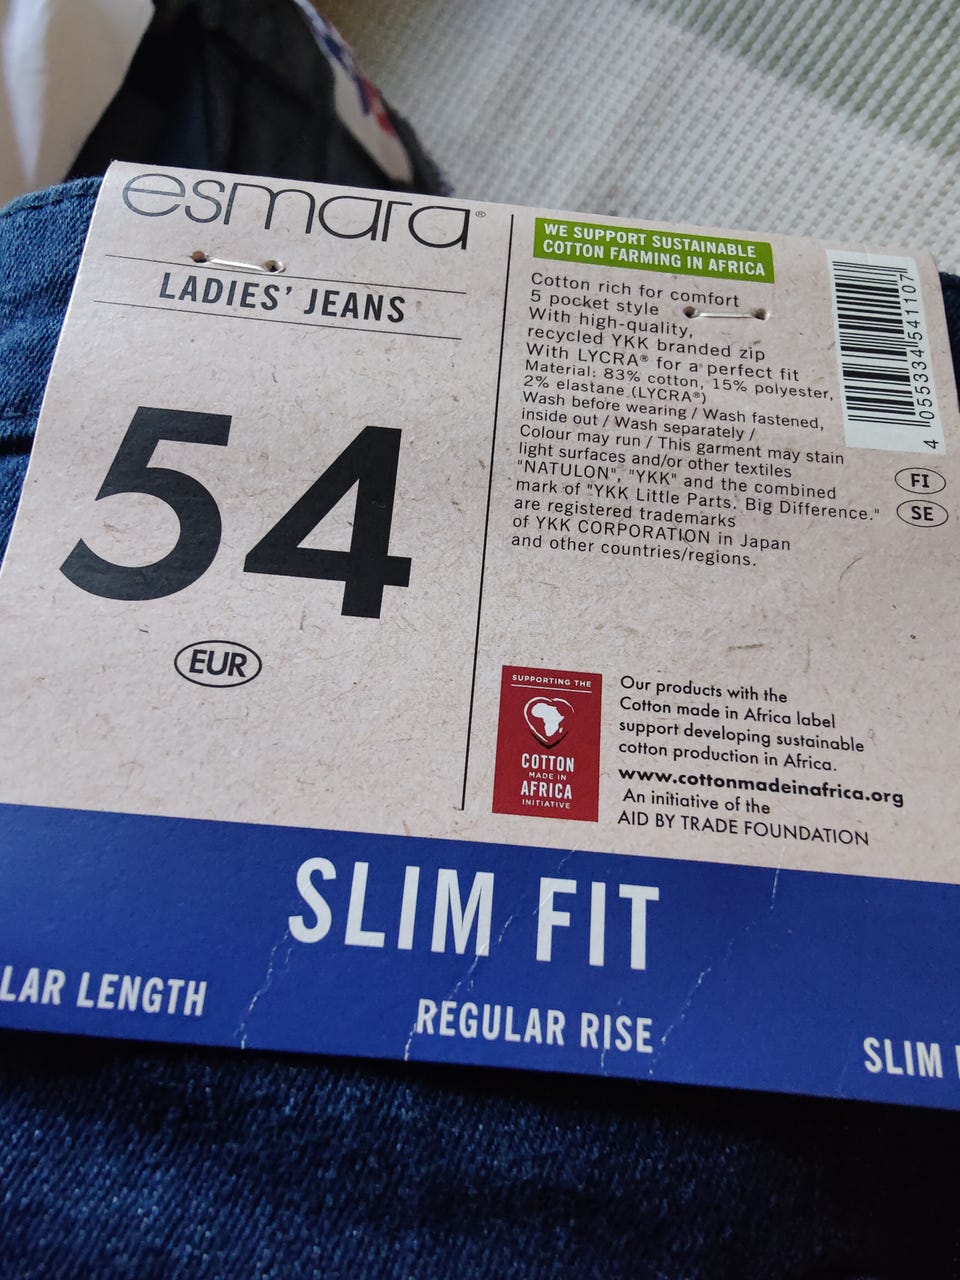 esmara®
LADIES' JEANS
54
EUR
WE SUPPORT SUSTAINABLE
COTTON FARMING IN AFRICA
Cotton rich for comfort
5 pocket style
With high-quality,
recycled YKK branded zip
With LYCRA® for a perfect fit
Material: 83% cotton, 15% polyester,
2% elastane (LYCRA®)
Wash before wearing / Wash fastened,
inside out / Wash separately /
Colour may run / This garment may stain
light surfaces and/or other textiles
"NATULON", "YKK" and the combined
mark of "YKK Little Parts. Big Difference."
are registered trademarks
of YKK CORPORATION in Japan
and other countries/regions.
4 055334 541107
FI
SE
SUPPORTING THE
COTTON
MADE IN
AFRICA
INITIATIVE
Our products with the
Cotton made in Africa label
support developing sustainable
cotton production in Africa.
www.cottonmadeinafrica.org
An initiative of the
AID BY TRADE FOUNDATION
SLIM FIT
LAR LENGTH
REGULAR RISE
SLIM